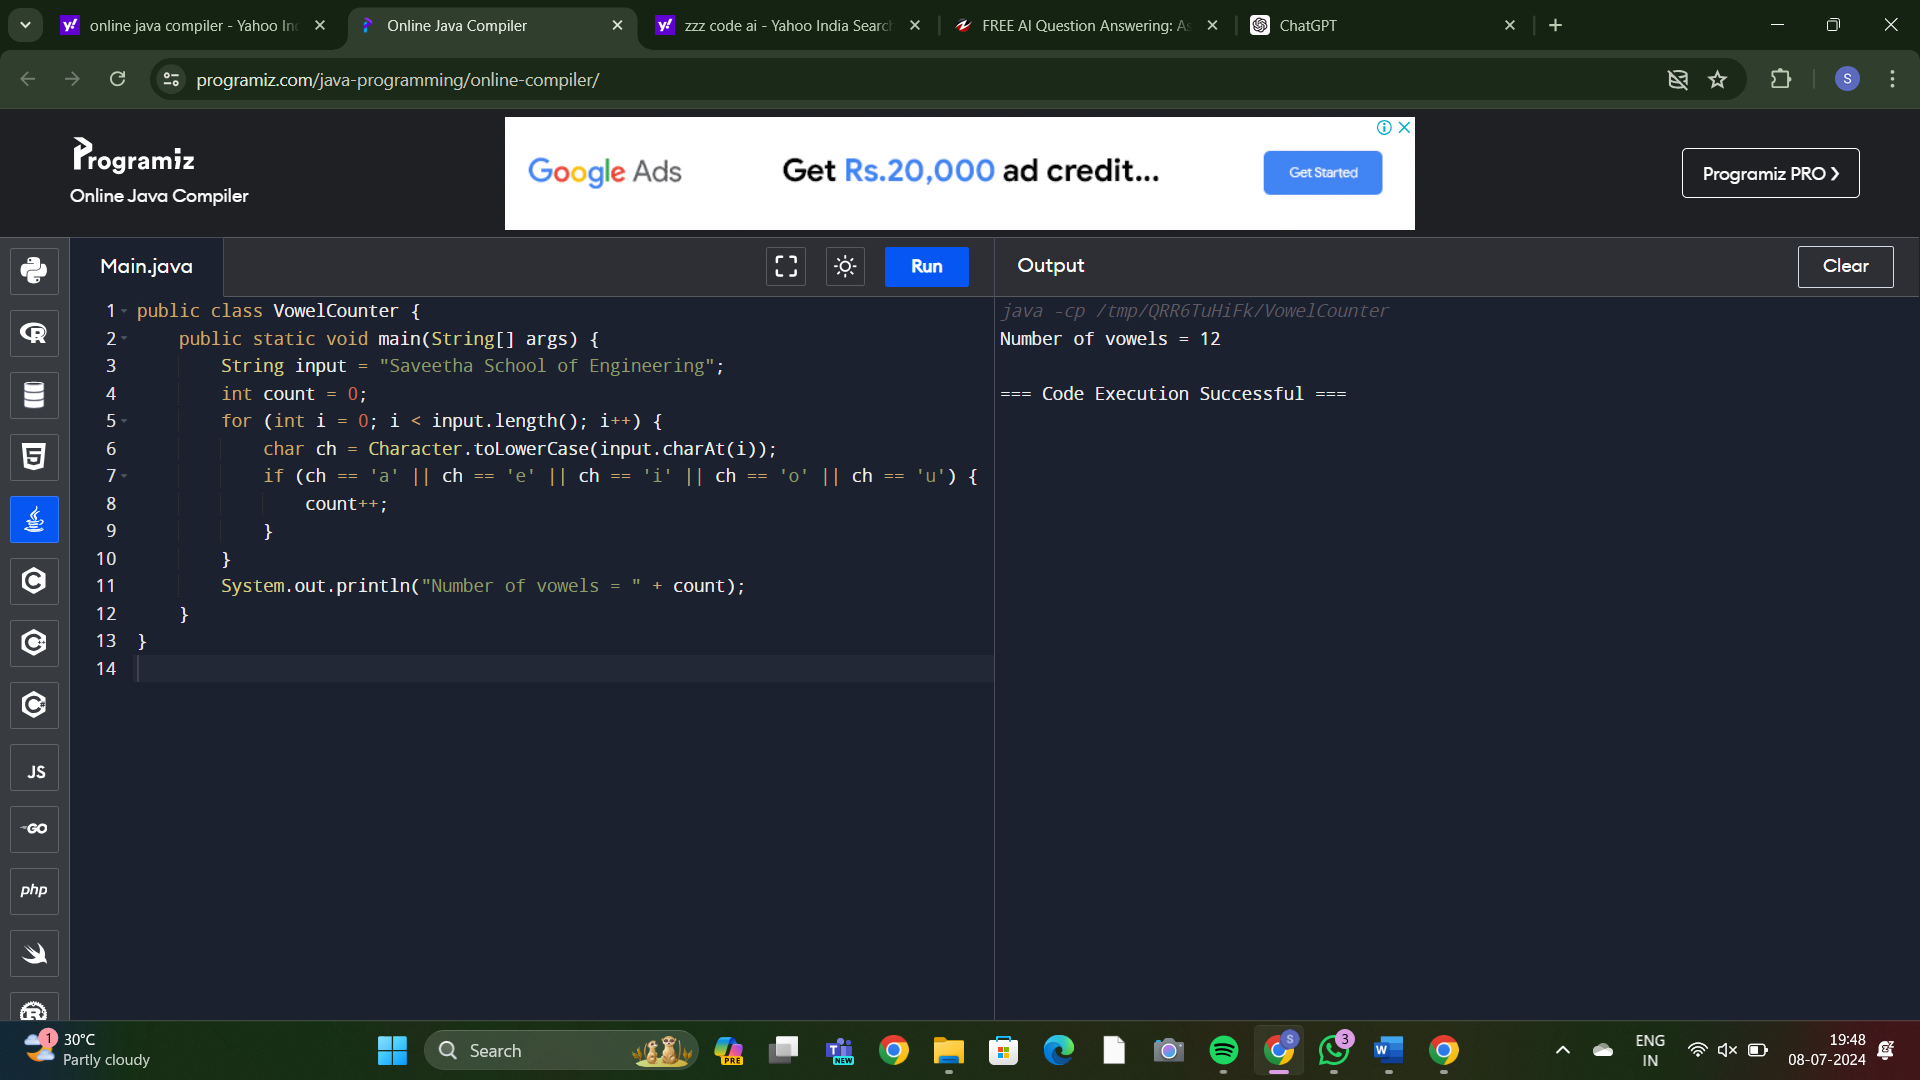 online java compiler - Yahoo In
Online Java Compiler
zzz code ai - Yahoo India Search
FREE AI Question Answering: As
ChatGPT
programiz.com/java-programming/online-compiler/
S
Programiz
Online Java Compiler
Google Ads
Get Rs.20,000 ad credit...
Get Started
Programiz PRO
Main.java
Run
Output
Clear
1 public class VowelCounter {
2     public static void main(String[] args) {
3         String input = "Saveetha School of Engineering";
4         int count = 0;
5         for (int i = 0; i < input.length(); i++) {
6             char ch = Character.toLowerCase(input.charAt(i));
7             if (ch == 'a' || ch == 'e' || ch == 'i' || ch == 'o' || ch == 'u') {
8                 count++;
9             }
10         }
11         System.out.println("Number of vowels = " + count);
12     }
13 }
14
java -cp /tmp/QRR6TuHiFk/VowelCounter
Number of vowels = 12
=== Code Execution Successful ===
R
5
C
C
C
JS
GO
php
R
1
30°C
Partly cloudy
Search
PRE
T
NEW
S
3
W
ENG
IN
19:48
08-07-2024